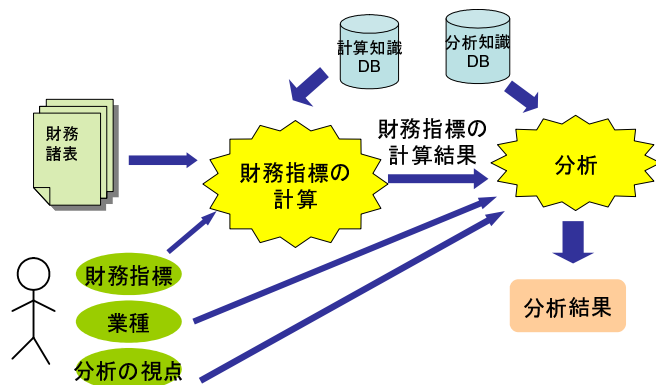 計算知識
DB
分析知識
DB
財務
諸表
財務指標の
計算
財務指標の
計算結果
分析
財務指標
業種
分析の視点
分析結果